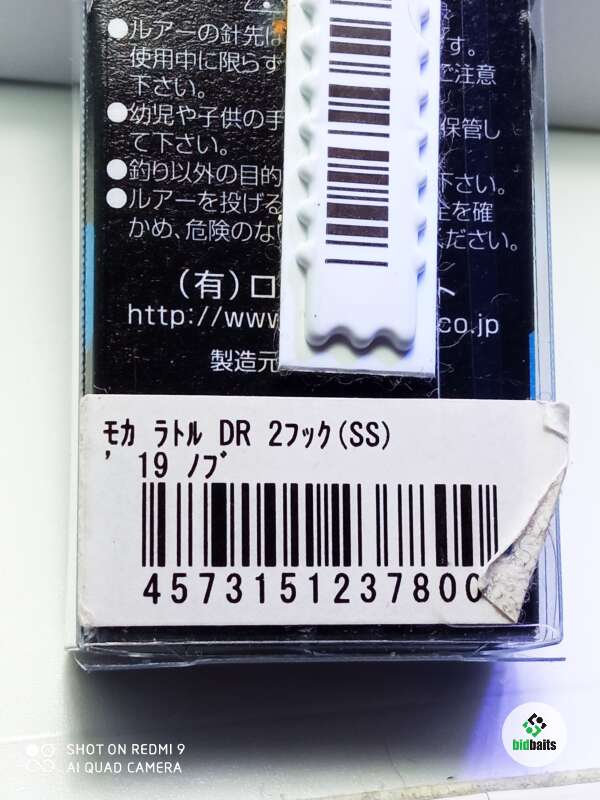 ●ルアーの針先は
す。
使用中に限らず
で注意
下さい。
●幼児や子供の手
保管し
て下さい。
●釣り以外の目的
下さい。
●ルアーを投げる
全を確
かめ、危険のない
ください。
(有)ロ
ト
http://www.
co.jp
製造元
ﾓｶ ﾗﾄﾙ DR 2ﾌｯｸ(SS)
' 19 ﾉﾌﾞ
457315123780
SHOT ON REDMI 9
AI QUAD CAMERA
bidbaits